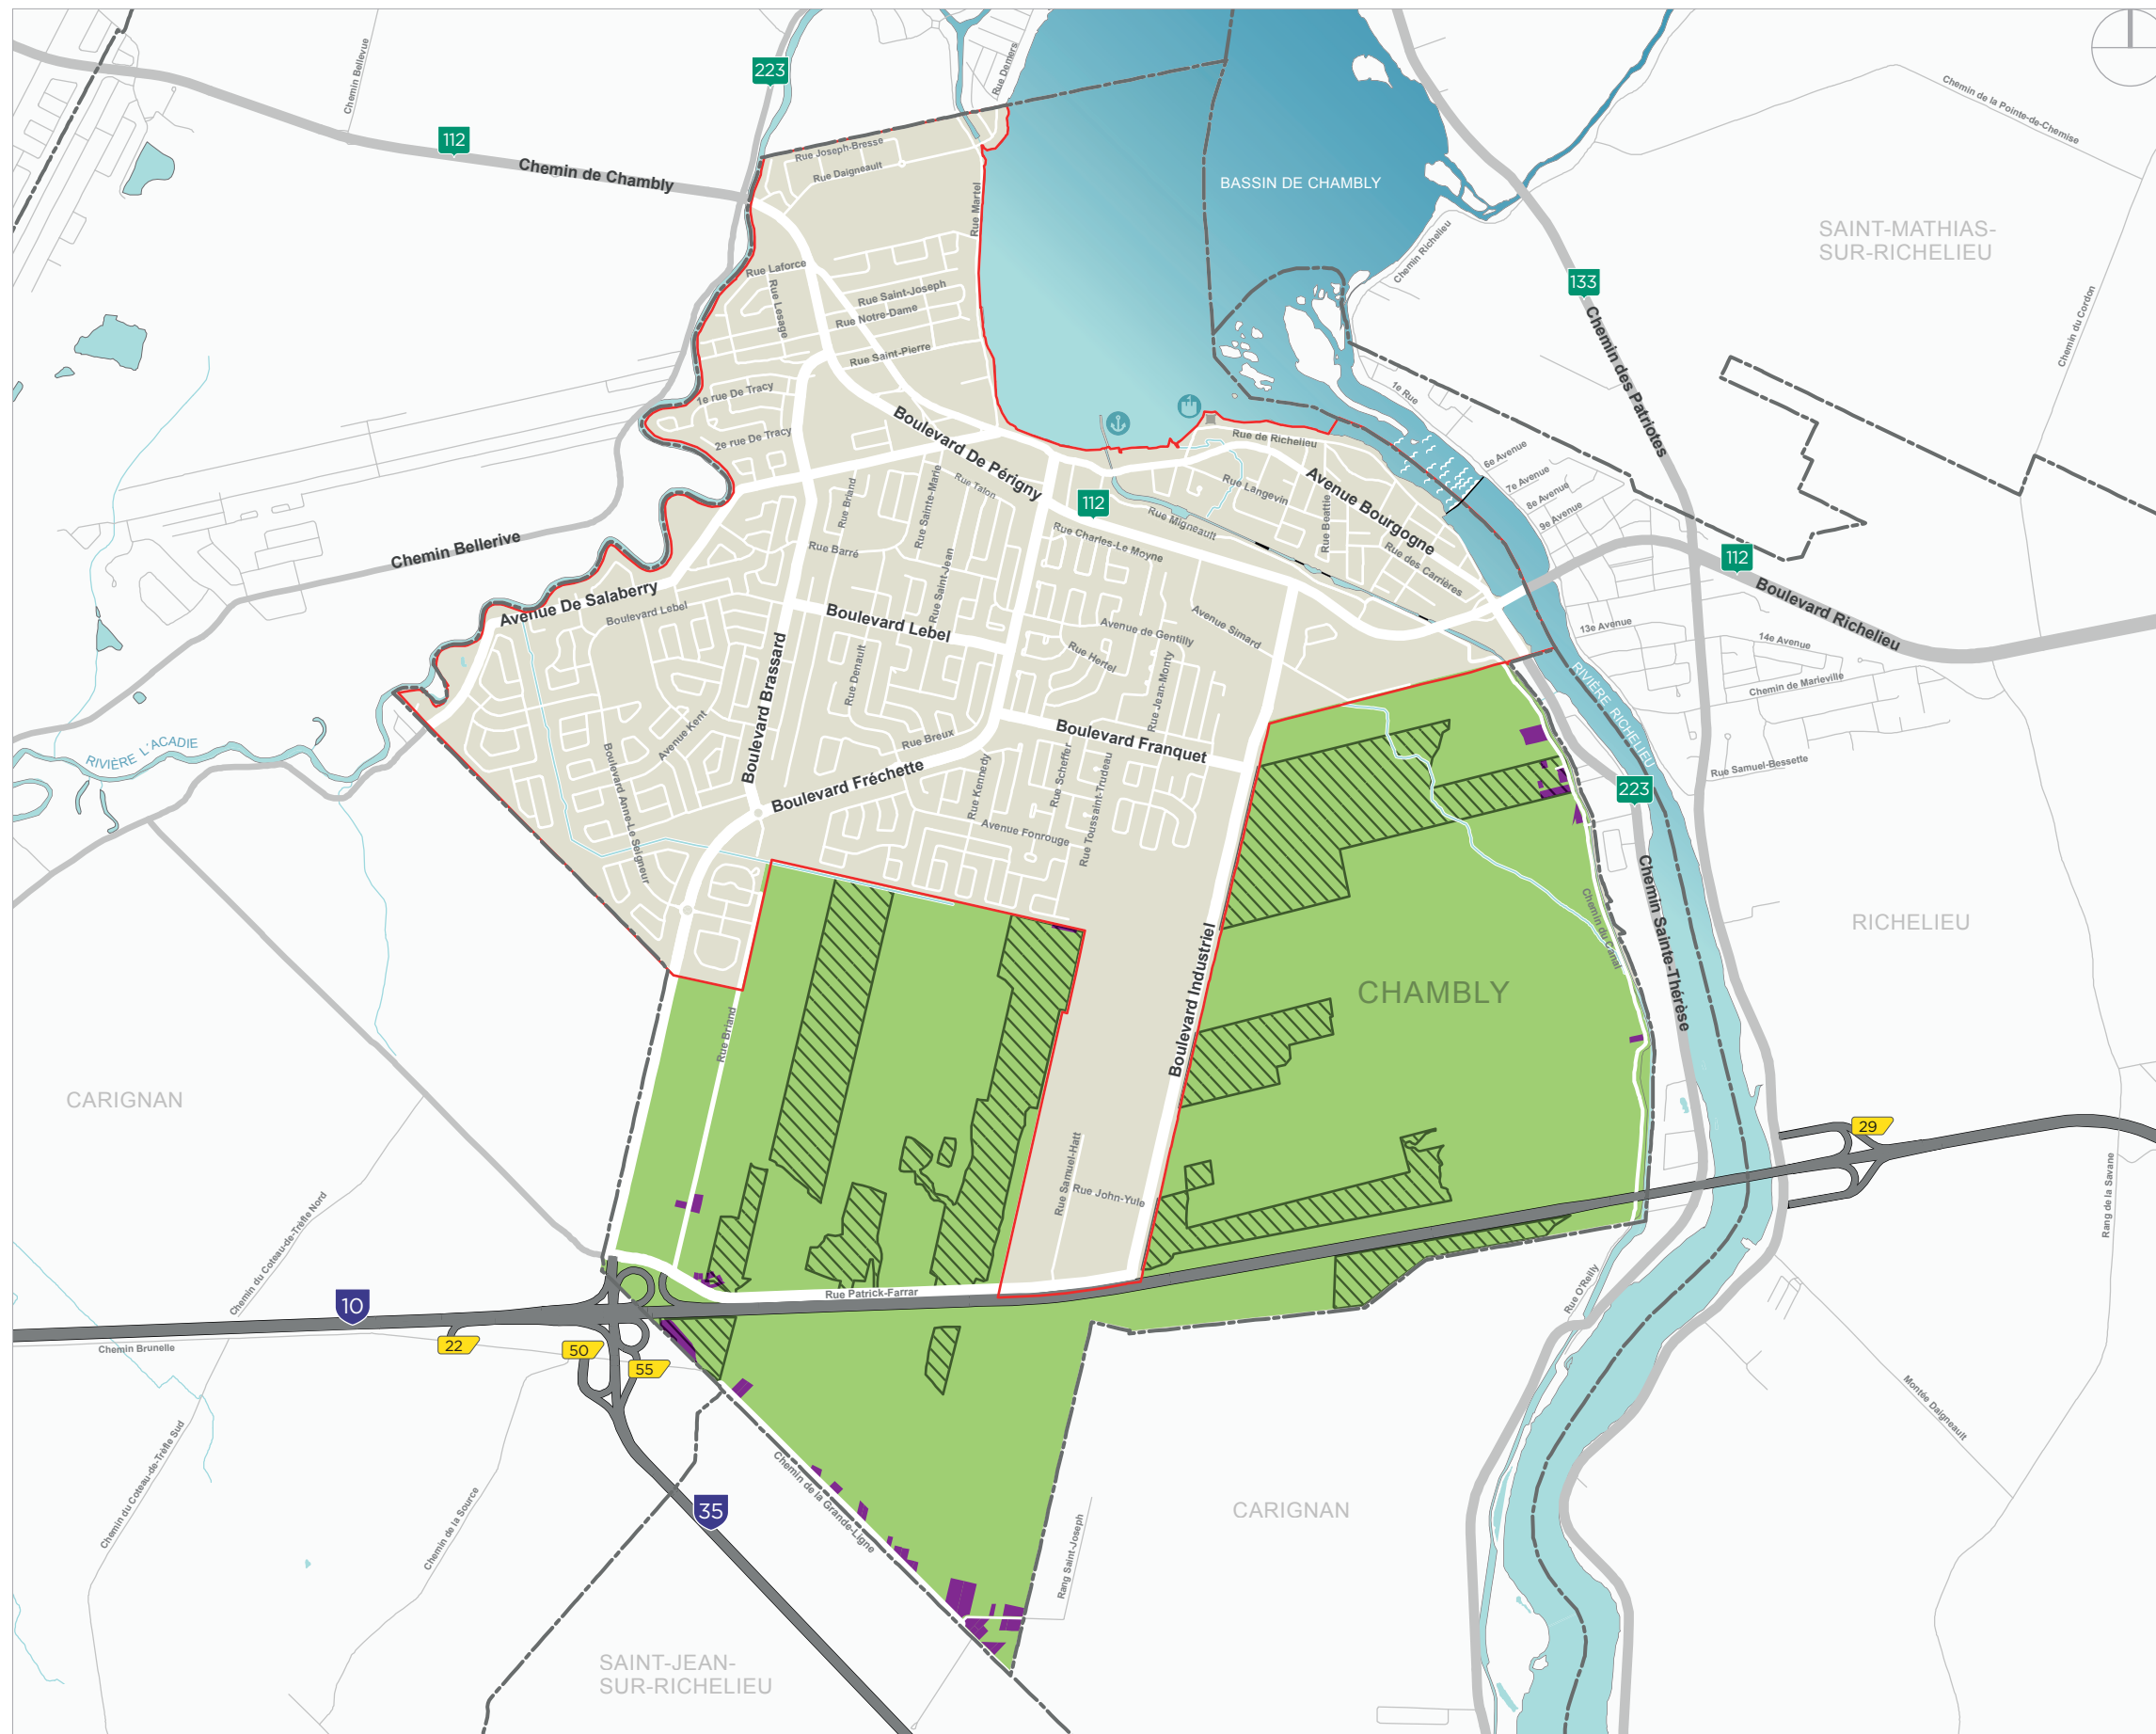 Chemin Bellevue
223
Rue Demers
112
Chemin de Chambly
Rue Joseph-Bresse
Rue Daigneault
Rue Martel
BASSIN DE CHAMBLY
Chemin de la Pointe-de-Chemise
SAINT-MATHIAS-
SUR-RICHELIEU
Chemin Richelieu
133
Chemin des Patriotes
Chemin du Cordon
Rue Laforce
Rue Lesage
Rue Saint-Joseph
Rue Notre-Dame
Rue Saint-Pierre
1e rue De Tracy
2e rue De Tracy
Boulevard De Périgny
1e Rue
Rue de Richelieu
6e Avenue
7e Avenue
8e Avenue
9e Avenue
Rue Talon
Rue Sainte-Marie
Rue Briand
112
Rue Langevin
Avenue Bourgogne
Rue Beattie
Rue Migneault
Rue Charles-Le Moyne
Rue des Carrières
Chemin Bellerive
Rue Barré
Rue Saint-Jean
112
Boulevard Richelieu
Avenue De Salaberry
Boulevard Lebel
Boulevard Lebel
Avenue de Gentilly
Avenue Simard
13e Avenue
14e Avenue
Rue Hertel
Rue Jean-Monty
Rue Denault
Boulevard Brassard
Chemin de Marieville
RIVIÈRE RICHELIEU
RIVIÈRE L'ACADIE
Avenue Kent
Rue Breux
Boulevard Franquet
Boulevard Anne-Le Seigneur
Boulevard Fréchette
Rue Kennedy
Rue Scheffer
Rue Toussaint-Trudeau
Avenue Fonrouge
Rue Samuel-Bessette
223
Chemin Sainte-Thérèse
Chemin du Canal
RICHELIEU
Boulevard Industriel
CHAMBLY
Rue Briand
CARIGNAN
29
Rang de la Savane
Rue Samuel-Hatt
Rue John-Yule
Chemin du Coteau-de-Trèfle Nord
Rue Patrick-Farrar
Rue O'Reilly
10
22
50
55
Chemin Brunelle
Montée Daigneault
Chemin du Coteau-de-Trèfle Sud
Chemin de la Source
35
Chemin de la Grande-Ligne
Rang Saint-Joseph
CARIGNAN
SAINT-JEAN-
SUR-RICHELIEU